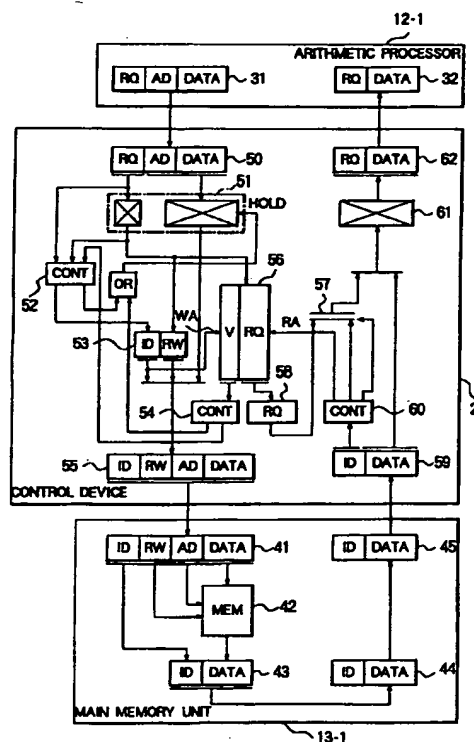 12-1
ARITHMETIC PROCESSOR
RQ AD DATA 31
RQ DATA 32
RQ AD DATA 50
RQ DATA 62
51
HOLD
61
CONT
52
OR
56
57
53
WA
V RQ
RA
ID RW
58
54
CONT
RQ
CONT
60
55
ID RW AD DATA
ID DATA 59
CONTROL DEVICE
ID RW AD DATA 41
ID DATA 45
MEM
42
ID DATA 43
ID DATA 44
MAIN MEMORY UNIT
13-1